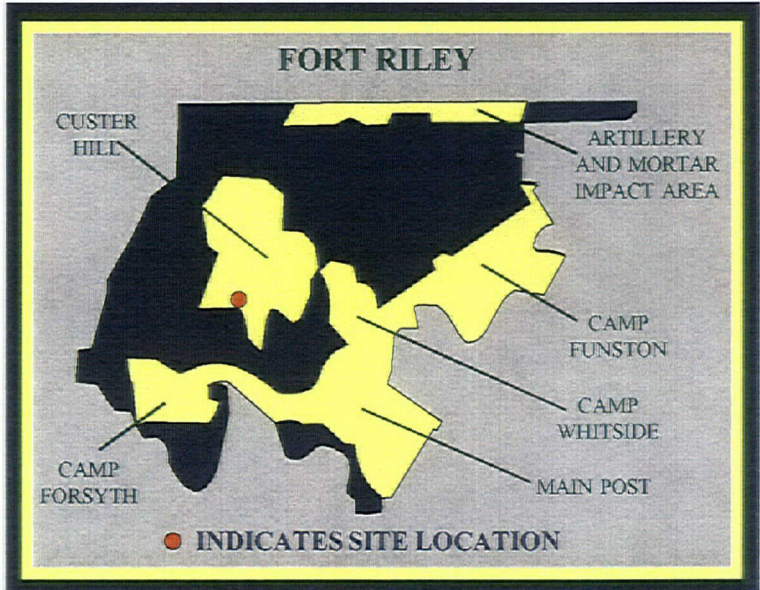 FORT RILEY
CUSTER
HILL
ARTILLERY
AND MORTAR
IMPACT AREA
CAMP
FUNSTON
CAMP
WHITSIDE
CAMP
FORSYTH
MAIN POST
INDICATES SITE LOCATION